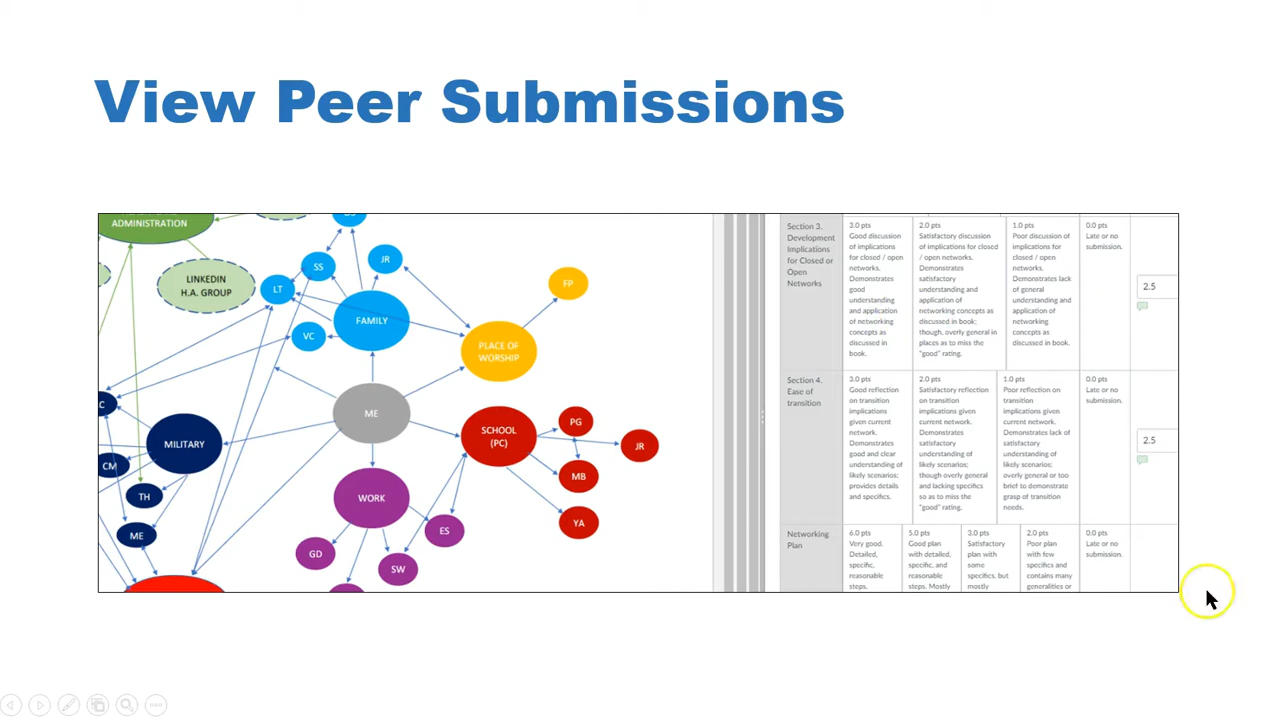 View Peer Submissions
ADMINISTRATION
LINKEDIN
H.A. GROUP
SS
JR
LT
FAMILY
VC
FP
PLACE OF
WORSHIP
ME
MILITARY
CM
TH
ME
SCHOOL
(PC)
PG
JR
MB
YA
WORK
ES
GD
SW
Section 3.
Development
Implications
for Closed or
Open
Networks
3.0 pts
Good discussion
of implications
for closed / open
networks.
Demonstrates
good
understanding
and application
of networking
concepts as
discussed in
book.
2.0 pts
Satisfactory discussion
of implications for closed
/ open networks.
Demonstrates
satisfactory
understanding and
application of
networking concepts as
discussed in book;
though, overly general in
places as to miss the
"good" rating.
1.0 pts
Poor discussion of
implications for
closed / open
networks.
Demonstrates lack
of general
understanding and
application of
networking
concepts as
discussed in book.
0.0 pts
Late or no
submission.
2.5
Section 4.
Ease of
transition
3.0 pts
Good reflection
on transition
implications
given current
network.
Demonstrates
good and clear
understanding of
likely scenarios;
provides details
and specifics.
2.0 pts
Satisfactory reflection
on transition
implications given
current network.
Demonstrates
satisfactory
understanding of
likely scenarios;
though overly general
and lacking specifics
so as to miss the
"good" rating.
1.0 pts
Poor reflection on
transition
implications given
current network.
Demonstrates lack of
satisfactory
understanding of
likely scenarios;
overly general or too
brief to demonstrate
grasp of transition
needs.
0.0 pts
Late or no
submission.
2.5
Networking
Plan
6.0 pts
Very good.
Detailed,
specific,
reasonable
steps.
5.0 pts
Good plan
with detailed,
specific, and
reasonable
steps. Mostly
3.0 pts
Satisfactory
plan with
some
specifics, but
mostly
2.0 pts
Poor plan
with few
specifics and
contains many
generalities or
0.0 pts
Late or no
submission.